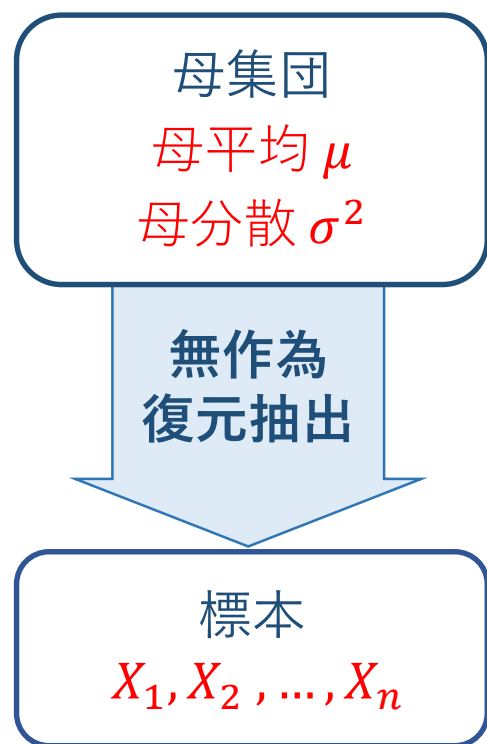 母集団
母平均 μ
母分散 σ²
無作為
復元抽出
標本
X₁, X₂ , … , Xₙ